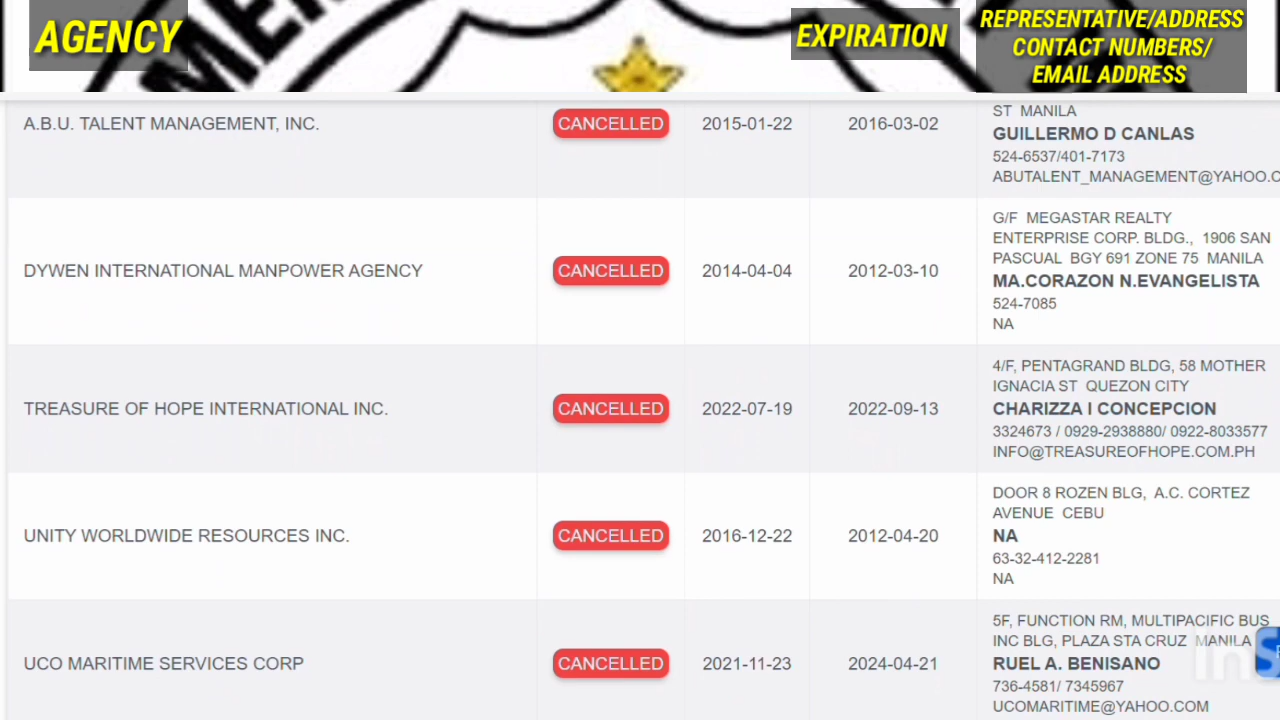 AGENCY
EXPIRATION
REPRESENTATIVE/ADDRESS
CONTACT NUMBERS/
EMAIL ADDRESS
A.B.U. TALENT MANAGEMENT, INC.
CANCELLED
2015-01-22
2016-03-02
ST MANILA
GUILLERMO D CANLAS
524-6537/401-7173
ABUTALENT_MANAGEMENT@YAHOO.C
DYWEN INTERNATIONAL MANPOWER AGENCY
CANCELLED
2014-04-04
2012-03-10
G/F MEGASTAR REALTY
ENTERPRISE CORP. BLDG., 1906 SAN
PASCUAL BGY 691 ZONE 75 MANILA
MA.CORAZON N.EVANGELISTA
524-7085
NA
TREASURE OF HOPE INTERNATIONAL INC.
CANCELLED
2022-07-19
2022-09-13
4/F, PENTAGRAND BLDG, 58 MOTHER
IGNACIA ST QUEZON CITY
CHARIZZA I CONCEPCION
3324673 / 0929-2938880/ 0922-8033577
INFO@TREASUREOFHOPE.COM.PH
UNITY WORLDWIDE RESOURCES INC.
CANCELLED
2016-12-22
2012-04-20
DOOR 8 ROZEN BLG, A.C. CORTEZ
AVENUE CEBU
NA
63-32-412-2281
NA
UCO MARITIME SERVICES CORP
CANCELLED
2021-11-23
2024-04-21
5F, FUNCTION RM, MULTIPACIFIC BUS
INC BLG, PLAZA STA CRUZ MANILA
RUEL A. BENISANO
736-4581/ 7345967
UCOMARITIME@YAHOO.COM